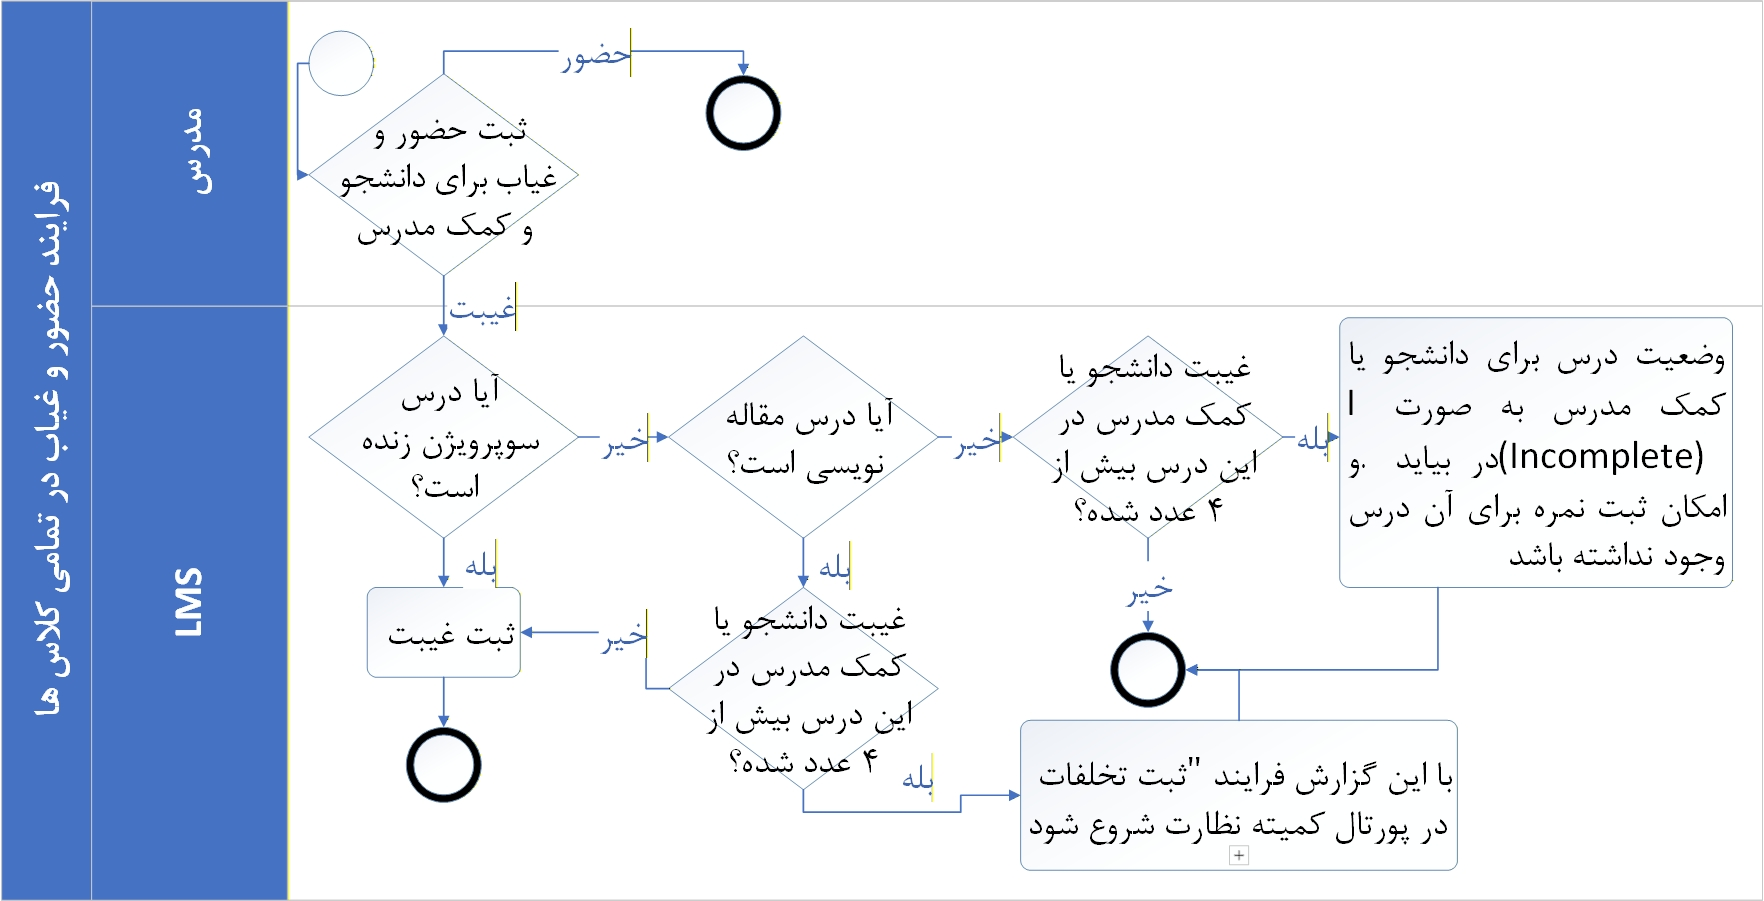 فرایند حضور و غیاب در تمامی کلاس ها
مدرس
حضور
ثبت حضور و
غیاب برای دانشجو
و کمک مدرس
غیبت
LMS
آیا درس
سوپرویژن زنده
است؟
خیر
آیا درس مقاله
نویسی است؟
خیر
غیبت دانشجو یا
کمک مدرس در
این درس بیش از
۴ عدد شده؟
بله
وضعیت درس برای دانشجو یا
کمک مدرس به صورت I
(Incomplete)در بیاید .و
امکان ثبت نمره برای آن درس
وجود نداشته باشد
بله
بله
خیر
ثبت غیبت
خیر
غیبت دانشجو یا
کمک مدرس در
این درس بیش از
۴ عدد شده؟
بله
با این گزارش فرایند "ثبت تخلفات
در پورتال کمیته نظارت شروع شود